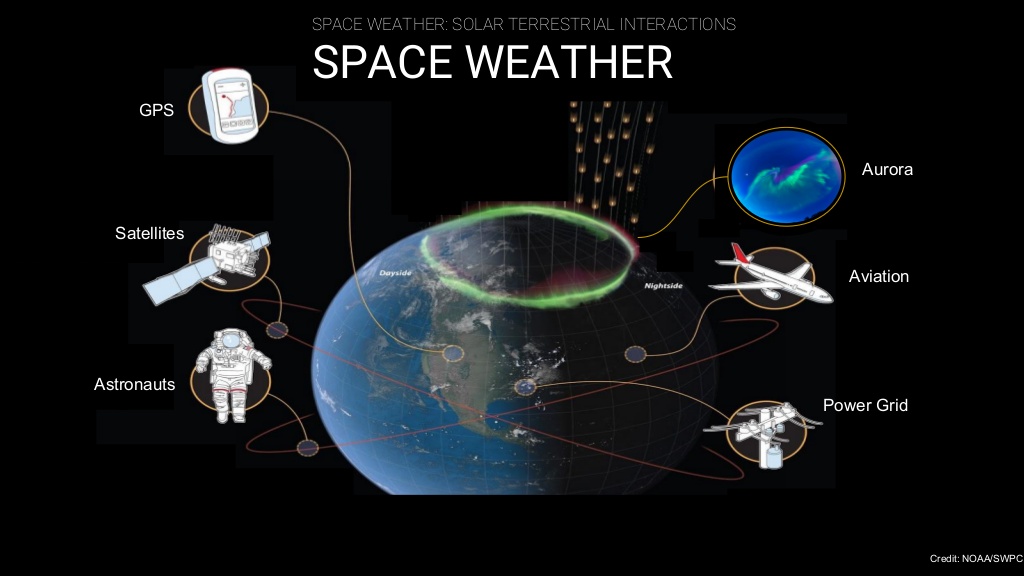 SPACE WEATHER: SOLAR TERRESTRIAL INTERACTIONS
SPACE WEATHER
GPS
Aurora
Satellites
Dayside
Nightside
Aviation
Astronauts
Power Grid
Credit: NOAA/SWPC